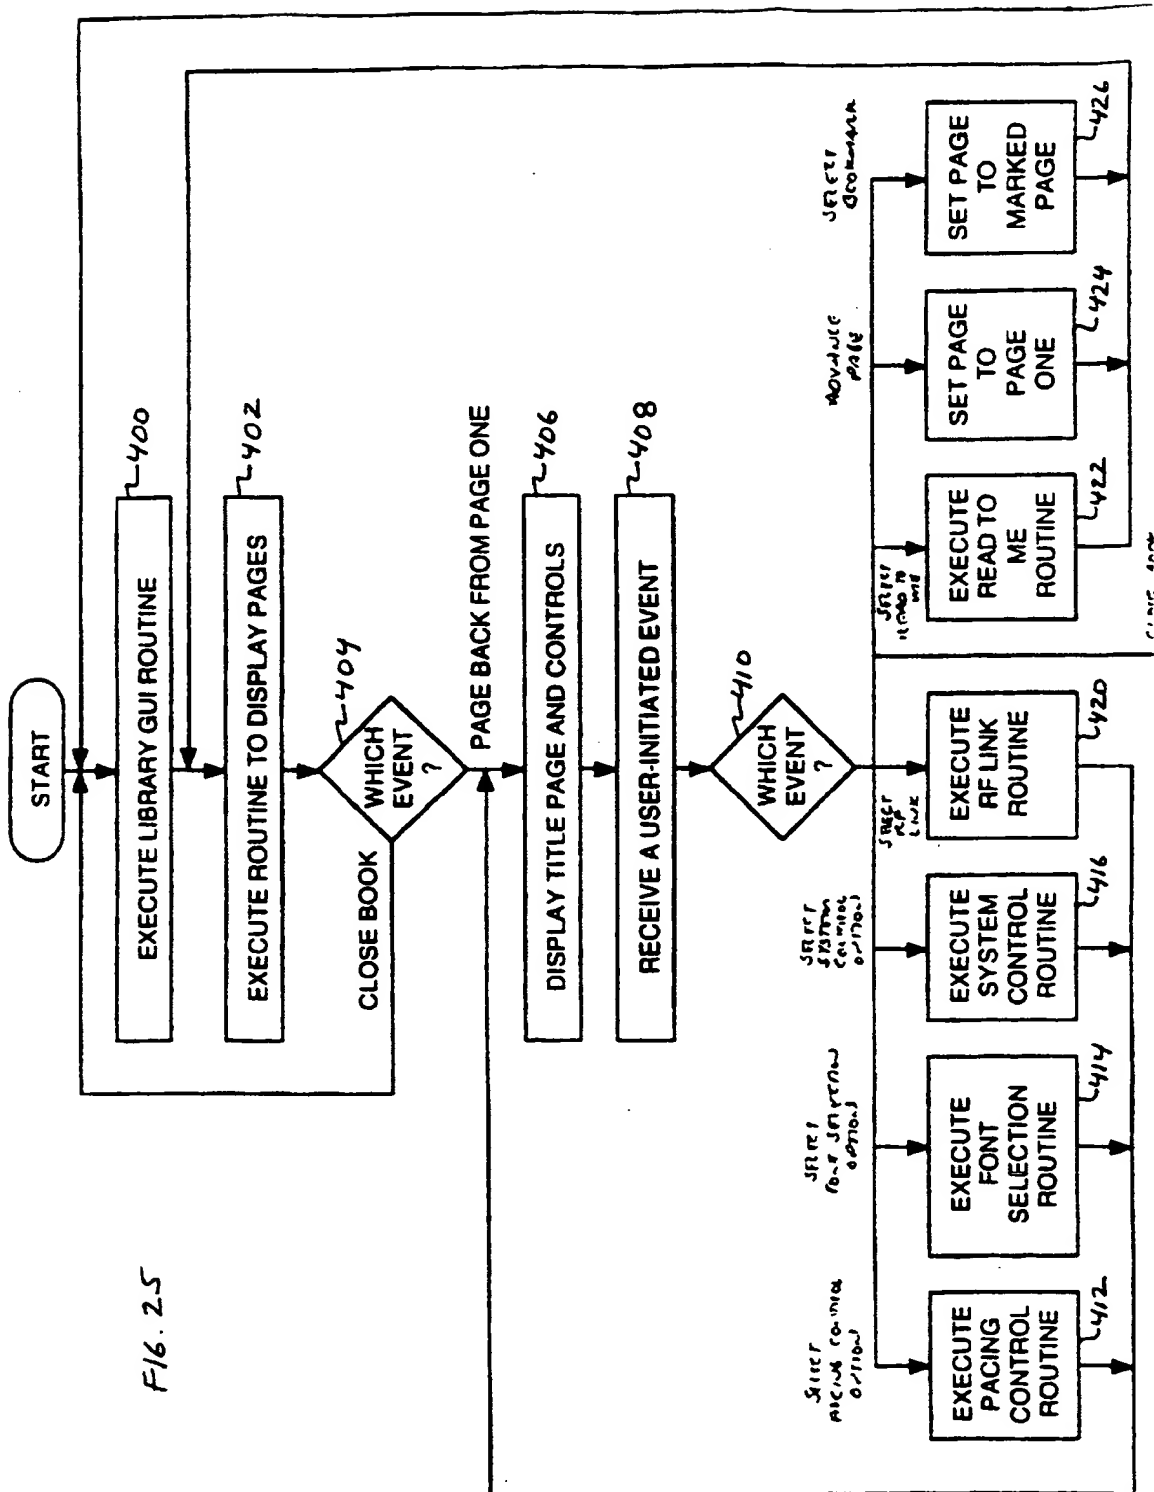 START
EXECUTE LIBRARY GUI ROUTINE
400
EXECUTE ROUTINE TO DISPLAY PAGES
402
WHICH
EVENT
?
404
CLOSE BOOK
PAGE BACK FROM PAGE ONE
DISPLAY TITLE PAGE AND CONTROLS
406
RECEIVE A USER-INITIATED EVENT
408
WHICH
EVENT
?
410
SELECT
PACING CONTROL
OPTION
EXECUTE
PACING
CONTROL
ROUTINE
412
SELECT
FONT SELECTION
OPTION
EXECUTE
FONT
SELECTION
ROUTINE
414
SELECT
SYSTEM
CONTROL
OPTION
EXECUTE
SYSTEM
CONTROL
ROUTINE
416
SELECT
RF
LINK
EXECUTE
RF LINK
ROUTINE
420
SELECT
READ TO
ME
EXECUTE
READ TO
ME
ROUTINE
422
ADVANCE
PAGE
SET PAGE
TO
PAGE
ONE
424
SELECT
BOOKMARK
SET PAGE
TO
MARKED
PAGE
426
FIG. 25